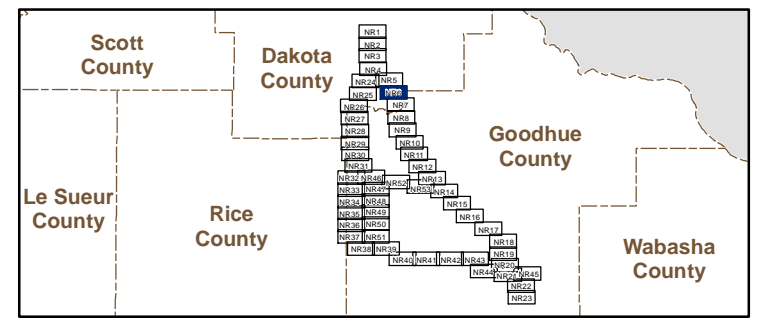 Scott
County
Dakota
County
Goodhue
County
Le Sueur
County
Rice
County
Wabasha
County
NR1
NR2
NR3
NR4
NR24
NR5
NR25
NR6
NR26
NR7
NR27
NR8
NR28
NR9
NR29
NR10
NR30
NR11
NR31
NR12
NR32
NR46
NR52
NR13
NR33
NR47
NR53
NR14
NR34
NR48
NR15
NR35
NR49
NR16
NR36
NR50
NR17
NR37
NR51
NR18
NR38
NR39
NR19
NR40
NR41
NR42
NR43
NR20
NR44
NR21
NR45
NR22
NR23